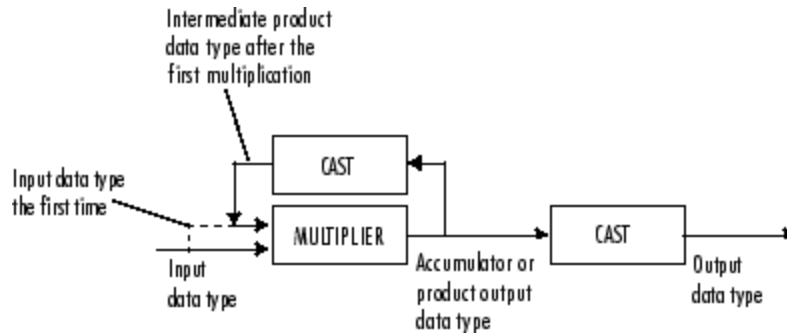 Intermediate product
data type after the
first multiplication
CAST
Input data type
the first time
MULTIPLIER
CAST
Input
data type
Accumulator or
product output
data type
Output
data type